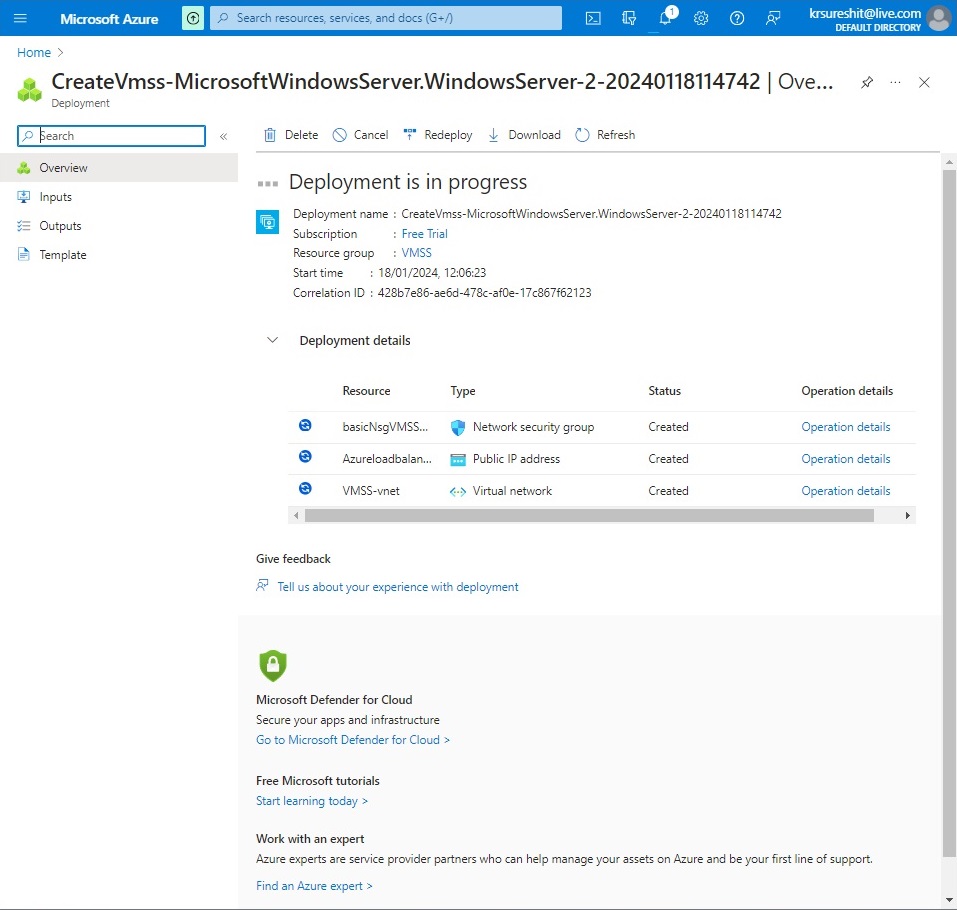 Microsoft Azure
Search resources, services, and docs (G+/)
1
krsureshit@live.com
DEFAULT DIRECTORY
Home
CreateVmss-MicrosoftWindowsServer.WindowsServer-2-20240118114742 | Ove...
Deployment
Search
Delete Cancel Redeploy Download Refresh
Overview
Inputs
Outputs
Template
Deployment is in progress
Deployment name : CreateVmss-MicrosoftWindowsServer.WindowsServer-2-20240118114742
Subscription : Free Trial
Resource group : VMSS
Start time : 18/01/2024, 12:06:23
Correlation ID : 428b7e86-ae6d-478c-af0e-17c867f62123
Deployment details
Resource Type Status Operation details
basicNsgVMSS... Network security group Created Operation details
Azureloadbalan... Public IP address Created Operation details
VMSS-vnet Virtual network Created Operation details
Give feedback
Tell us about your experience with deployment
Microsoft Defender for Cloud
Secure your apps and infrastructure
Go to Microsoft Defender for Cloud >
Free Microsoft tutorials
Start learning today >
Work with an expert
Azure experts are service provider partners who can help manage your assets on Azure and be your first line of support.
Find an Azure expert >